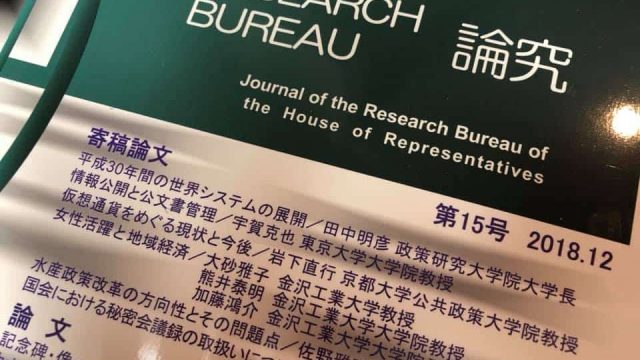 RESEARCH
BUREAU 論究
Journal of the Research Bureau of
the House of Representatives
第15号 2018.12
寄稿論文
平成30年間の世界システムの展開／田中明彦 政策研究大学院大学長
情報公開と公文書管理／宇賀克也 東京大学大学院教授
仮想通貨をめぐる現状と今後／岩下直行 京都大学公共政策大学院教授
女性活躍と地域経済／大砂雅子 金沢工業大学教授
熊井泰明 金沢工業大学教授
加藤鴻介 金沢工業大学教授
論文
水産政策改革の方向性とその問題点／佐野雅
国会における秘密会議録の取扱いにつ
記念碑・像